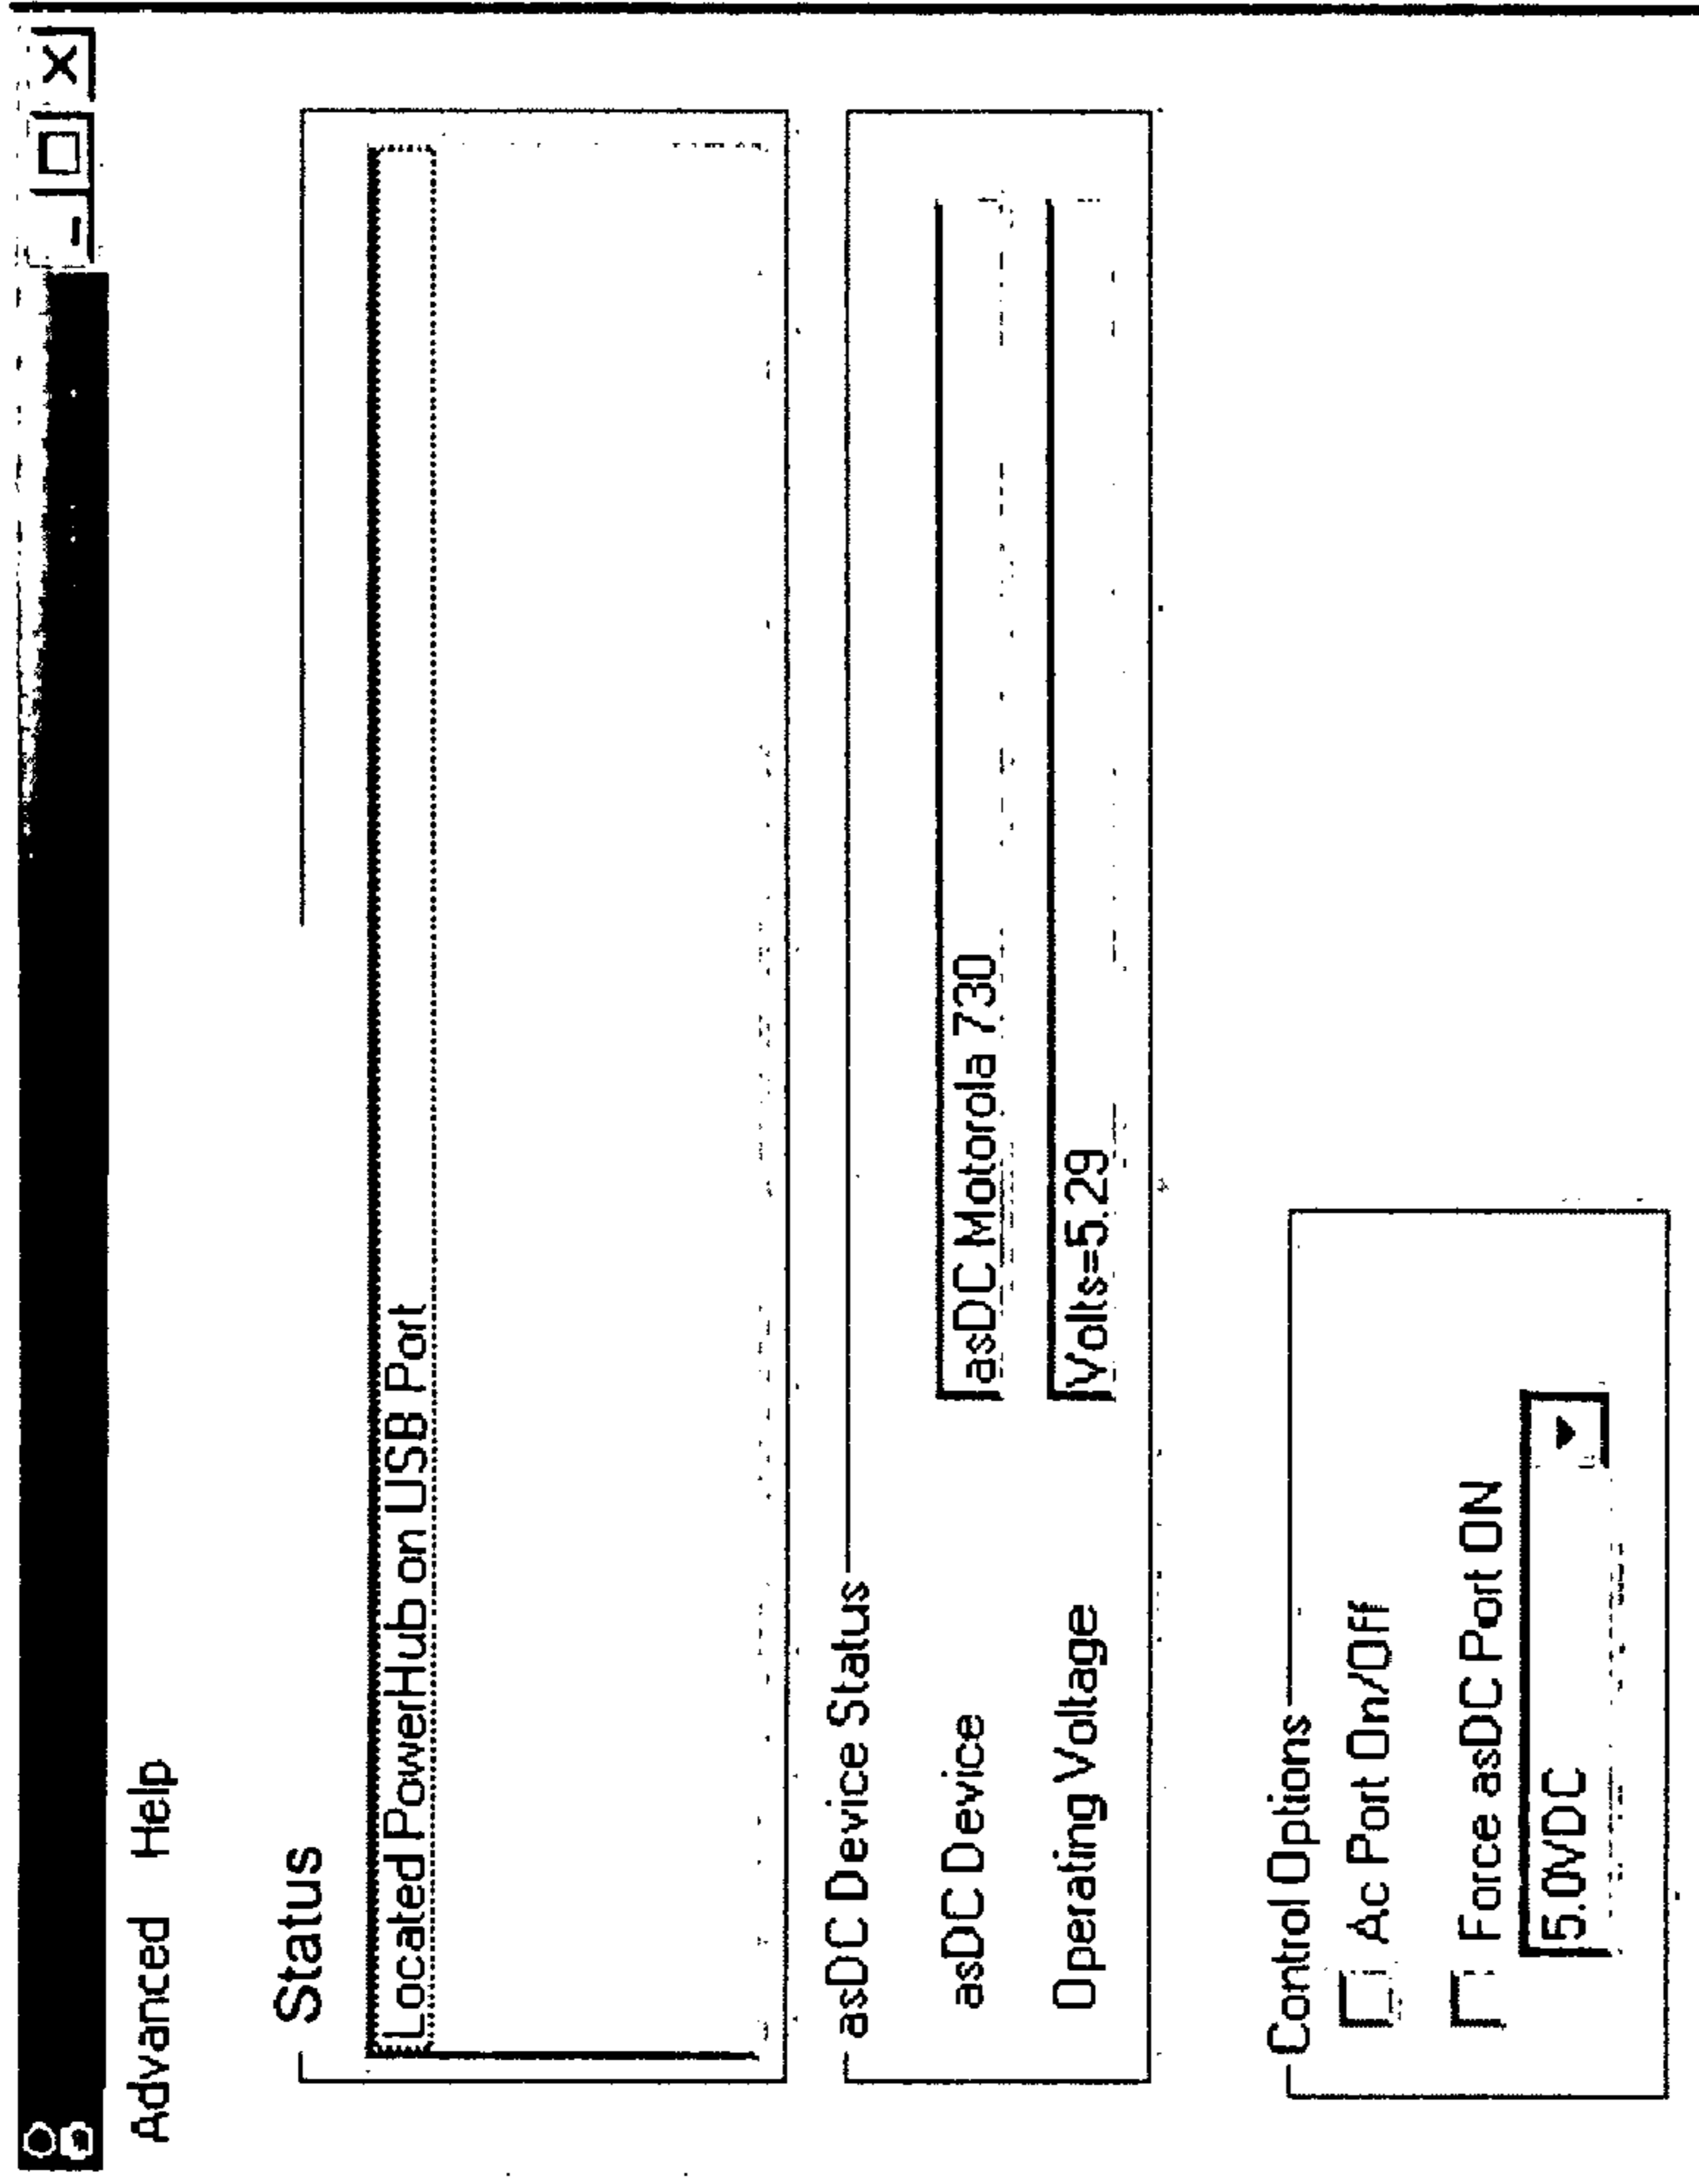 Advanced Help
Status
Located PowerHub on USB Port
asDC Device Status
asDC Device asDC Motorola 730
Operating Voltage Volts=5.29
Control Options
Ac Port On/Off
Force asDC Port ON
5.0VDC